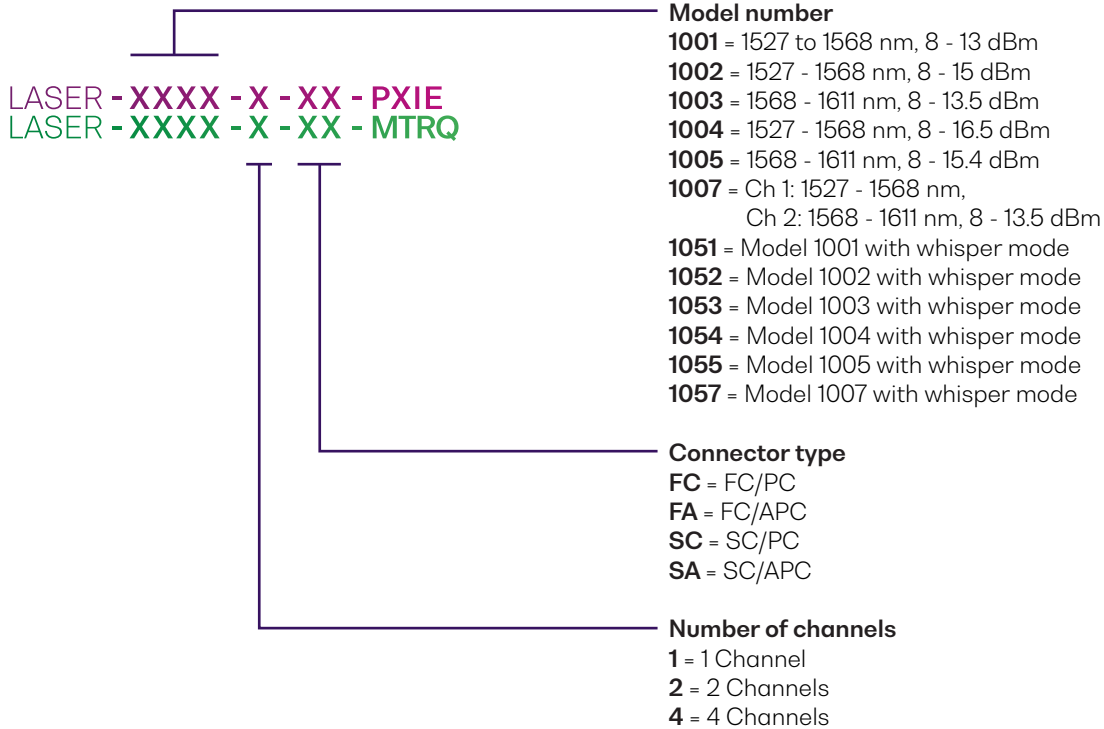 Model number
1001 = 1527 to 1568 nm, 8 - 13 dBm
1002 = 1527 - 1568 nm, 8 - 15 dBm
1003 = 1568 - 1611 nm, 8 - 13.5 dBm
1004 = 1527 - 1568 nm, 8 - 16.5 dBm
1005 = 1568 - 1611 nm, 8 - 15.4 dBm
1007 = Ch 1: 1527 - 1568 nm,
Ch 2: 1568 - 1611 nm, 8 - 13.5 dBm
1051 = Model 1001 with whisper mode
1052 = Model 1002 with whisper mode
1053 = Model 1003 with whisper mode
1054 = Model 1004 with whisper mode
1055 = Model 1005 with whisper mode
1057 = Model 1007 with whisper mode
LASER - XXXX - X - XX - PXIE
LASER - XXXX - X - XX - MTRQ
Connector type
FC = FC/PC
FA = FC/APC
SC = SC/PC
SA = SC/APC
Number of channels
1 = 1 Channel
2 = 2 Channels
4 = 4 Channels